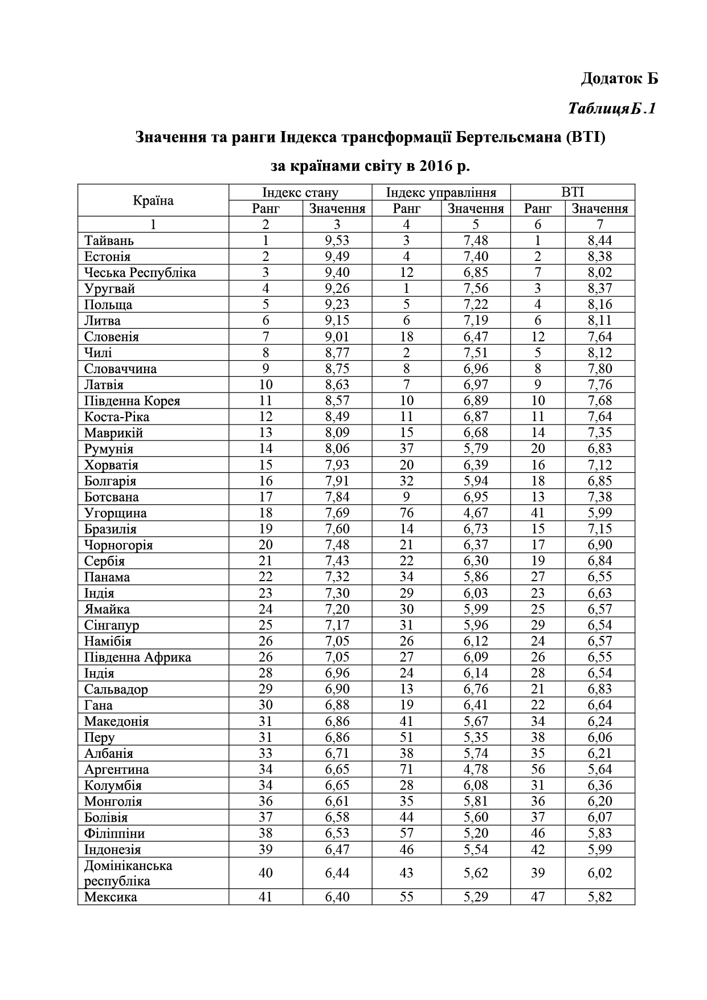 Додаток Б
Таблиця Б.1
Значення та ранги Індекса трансформації Бертельсмана (ВТІ)
за країнами світу в 2016 р.
Країна Індекс стану Індекс управління ВТІ
Ранг Значення Ранг Значення Ранг Значення
1 2 3 4 5 6 7
Тайвань 1 9,53 3 7,48 1 8,44
Естонія 2 9,49 4 7,40 2 8,38
Чеська Республіка 3 9,40 12 6,85 7 8,02
Уругвай 4 9,26 1 7,56 3 8,37
Польща 5 9,23 5 7,22 4 8,16
Литва 6 9,15 6 7,19 6 8,11
Словенія 7 9,01 18 6,47 12 7,64
Чилі 8 8,77 2 7,51 5 8,12
Словаччина 9 8,75 8 6,96 8 7,80
Латвія 10 8,63 7 6,97 9 7,76
Південна Корея 11 8,57 10 6,89 10 7,68
Коста-Ріка 12 8,49 11 6,87 11 7,64
Маврикій 13 8,09 15 6,68 14 7,35
Румунія 14 8,06 37 5,79 20 6,83
Хорватія 15 7,93 20 6,39 16 7,12
Болгарія 16 7,91 32 5,94 18 6,85
Ботсвана 17 7,84 9 6,95 13 7,38
Угорщина 18 7,69 76 4,67 41 5,99
Бразилія 19 7,60 14 6,73 15 7,15
Чорногорія 20 7,48 21 6,37 17 6,90
Сербія 21 7,43 22 6,30 19 6,84
Панама 22 7,32 34 5,86 27 6,55
Індія 23 7,30 29 6,03 23 6,63
Ямайка 24 7,20 30 5,99 25 6,57
Сінгапур 25 7,17 31 5,96 29 6,54
Намібія 26 7,05 26 6,12 24 6,57
Південна Африка 26 7,05 27 6,09 26 6,55
Індія 28 6,96 24 6,14 28 6,54
Сальвадор 29 6,90 13 6,76 21 6,83
Гана 30 6,88 19 6,41 22 6,64
Македонія 31 6,86 41 5,67 34 6,24
Перу 31 6,86 51 5,35 38 6,06
Албанія 33 6,71 38 5,74 35 6,21
Аргентина 34 6,65 71 4,78 56 5,64
Колумбія 34 6,65 28 6,08 31 6,36
Монголія 36 6,61 35 5,81 36 6,20
Болівія 37 6,58 44 5,60 37 6,07
Філіппіни 38 6,53 57 5,20 46 5,83
Індонезія 39 6,47 46 5,54 42 5,99
Домініканська
республіка 40 6,44 43 5,62 39 6,02
Мексика 41 6,40 55 5,29 47 5,82